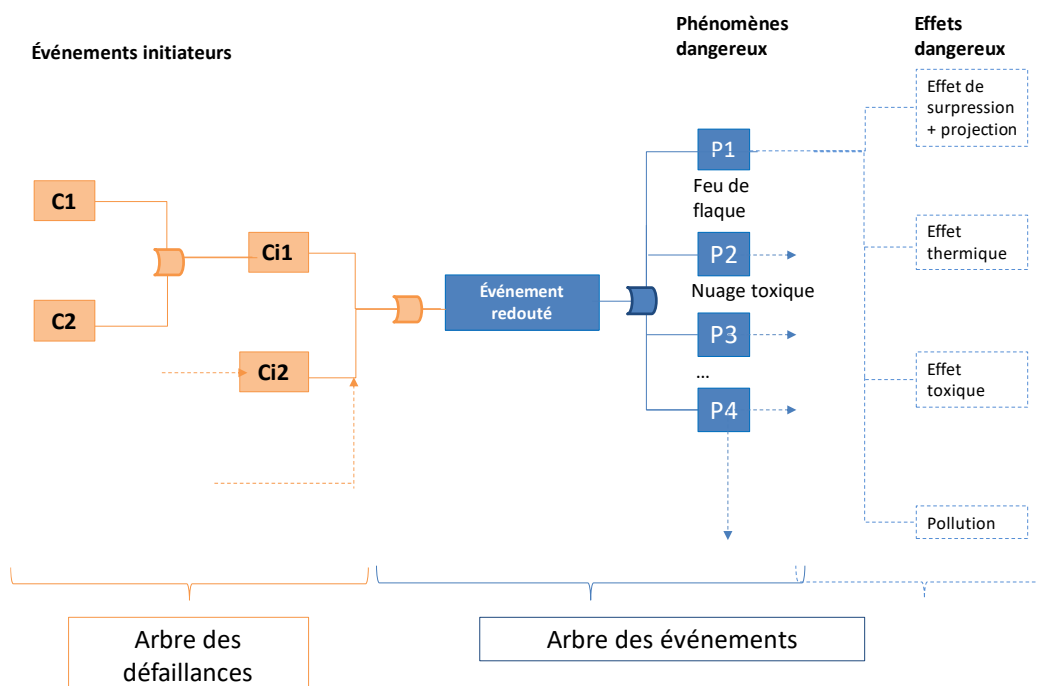 Événements initiateurs
Phénomènes
dangereux
Effets
dangereux
C1
C2
Ci1
Ci2
Événement
redouté
P1
Feu de
flaque
P2
Nuage toxique
P3
...
P4
Effet de
surpression
+ projection
Effet
thermique
Effet
toxique
Pollution
Arbre des
défaillances
Arbre des événements